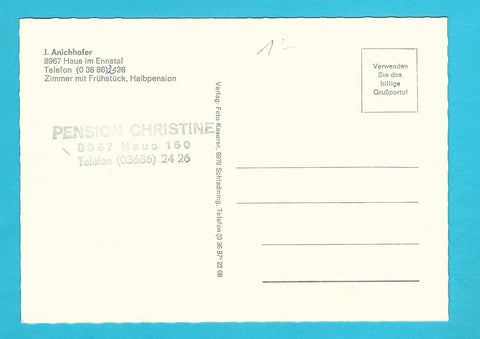 J. Anichhofer
8967 Haus im Ennstal
Telefon (0 36 86) 2426
Zimmer mit Frühstück, Halbpension
PENSION CHRISTINE
8967 Haus 160
Telefon (03686) 24 26
Verlag: Foto Kaserer, 8970 Schladming, Telefon (0 36 87) 22 08
1'-
Verwenden
Sie das
billige
Grußporto!